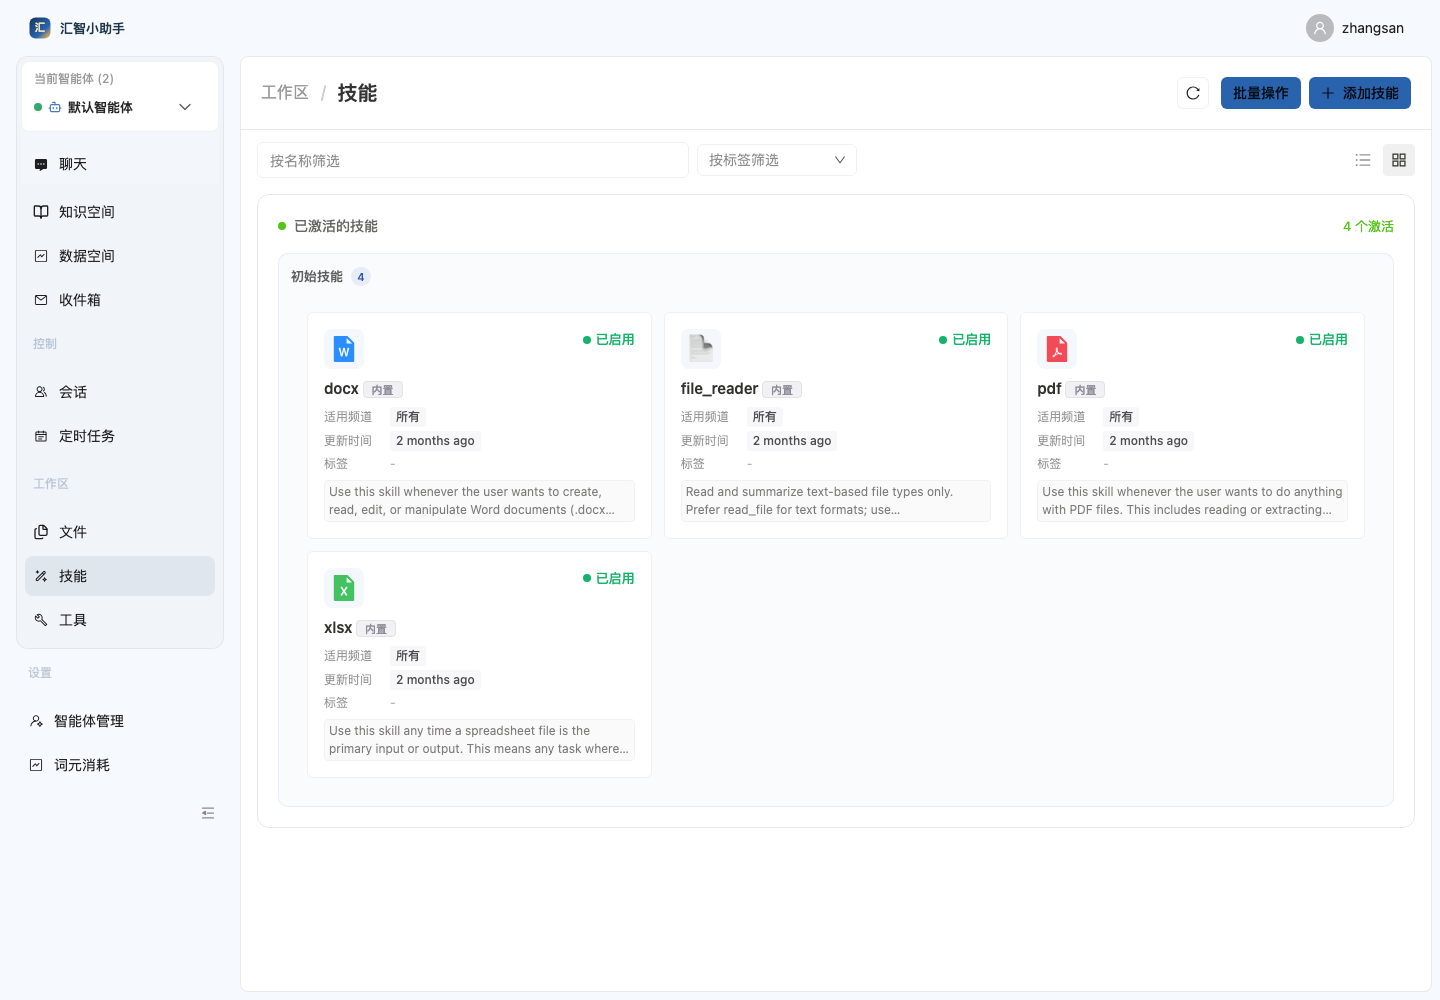 汇 汇智小助手
zhangsan
当前智能体 (2)
默认智能体
聊天
知识空间
数据空间
收件箱
控制
会话
定时任务
工作区
文件
技能
工具
设置
智能体管理
词元消耗
工作区 / 技能
批量操作
添加技能
按名称筛选
按标签筛选
已激活的技能
4 个激活
初始技能 4
已启用
docx 内置
适用频道 所有
更新时间 2 months ago
标签 -
Use this skill whenever the user wants to create,
read, edit, or manipulate Word documents (.docx...
已启用
file_reader 内置
适用频道 所有
更新时间 2 months ago
标签 -
Read and summarize text-based file types only.
Prefer read_file for text formats; use...
已启用
pdf 内置
适用频道 所有
更新时间 2 months ago
标签 -
Use this skill whenever the user wants to do anything
with PDF files. This includes reading or extracting...
已启用
xlsx 内置
适用频道 所有
更新时间 2 months ago
标签 -
Use this skill any time a spreadsheet file is the
primary input or output. This means any task where...